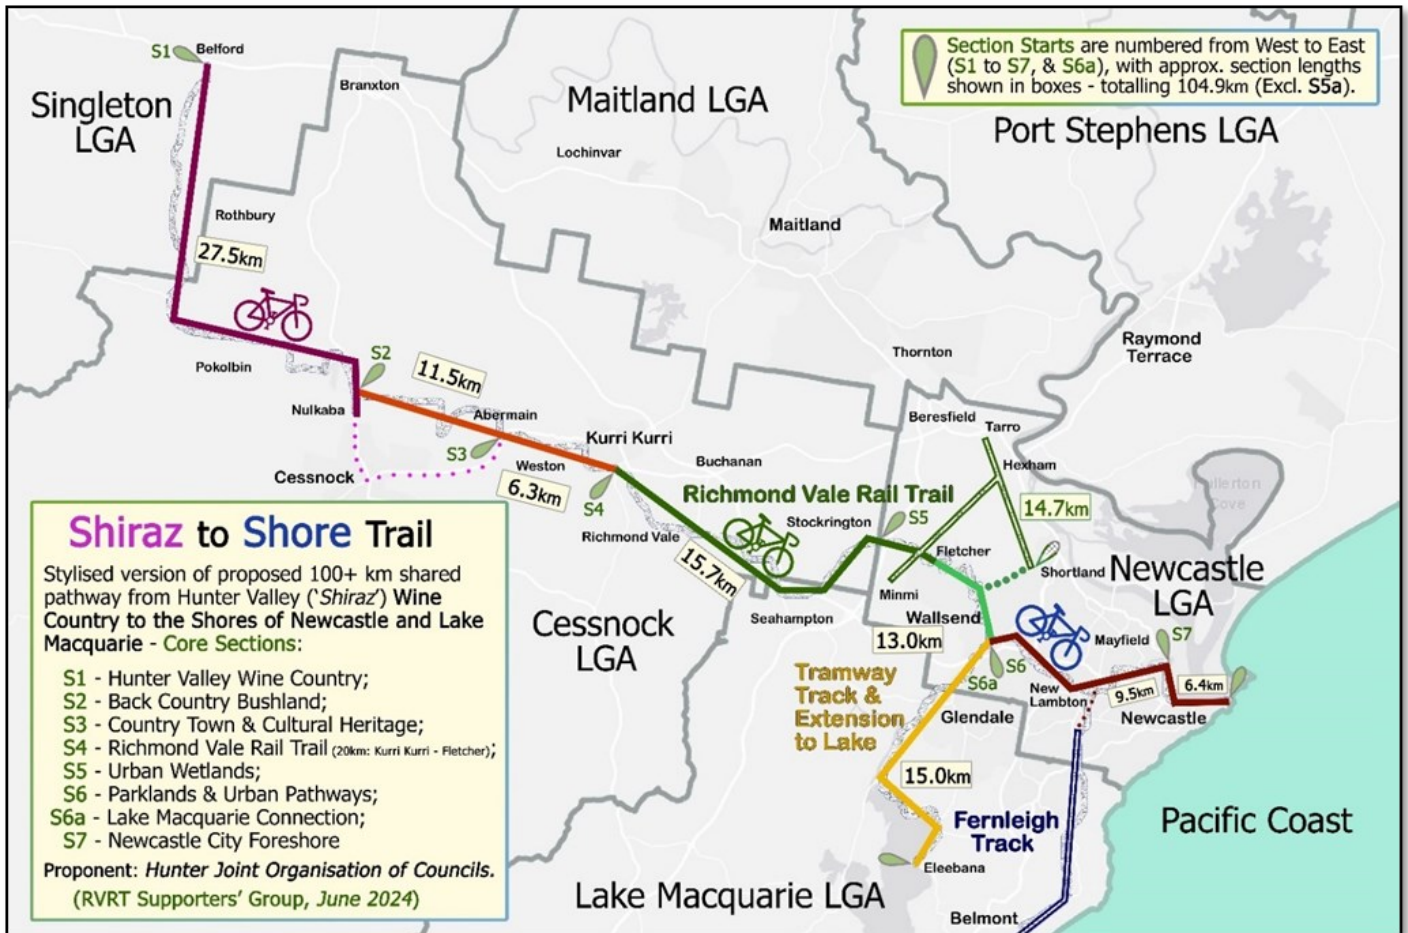 S1
Belford
Section Starts are numbered from West to East
(S1 to S7, & S6a), with approx. section lengths
shown in boxes - totalling 104.9km (Excl. S5a).
Branxton
Singleton
LGA
Maitland LGA
Port Stephens LGA
Lochinvar
Rothbury
Maitland
27.5km
Raymond
Terrace
Thornton
S2
Pokolbin
11.5km
Nulkaba
Abermain
Beresfield
Tarro
Kurri Kurri
S3
Weston
Buchanan
Hexham
Cessnock
6.3km
S4
Richmond Vale Rail Trail
Fullerton
Cove
14.7km
Stockrington
S5
Richmond Vale
15.7km
Fletcher
Shortland
Newcastle
LGA
Minmi
Seahampton
Wallsend
Cessnock
LGA
13.0km
Mayfield
S7
S6
S6a
Tramway
Track &
Extension
to Lake
New
Lambton
9.5km
6.4km
Glendale
Newcastle
15.0km
Fernleigh
Track
Pacific Coast
Eleebana
Lake Macquarie LGA
Belmont
Shiraz to Shore Trail
Stylised version of proposed 100+ km shared
pathway from Hunter Valley (‘Shiraz’) Wine
Country to the Shores of Newcastle and Lake
Macquarie - Core Sections:
S1 - Hunter Valley Wine Country;
S2 - Back Country Bushland;
S3 - Country Town & Cultural Heritage;
S4 - Richmond Vale Rail Trail (20km: Kurri Kurri - Fletcher);
S5 - Urban Wetlands;
S6 - Parklands & Urban Pathways;
S6a - Lake Macquarie Connection;
S7 - Newcastle City Foreshore
Proponent: Hunter Joint Organisation of Councils.
(RVRT Supporters’ Group, June 2024)